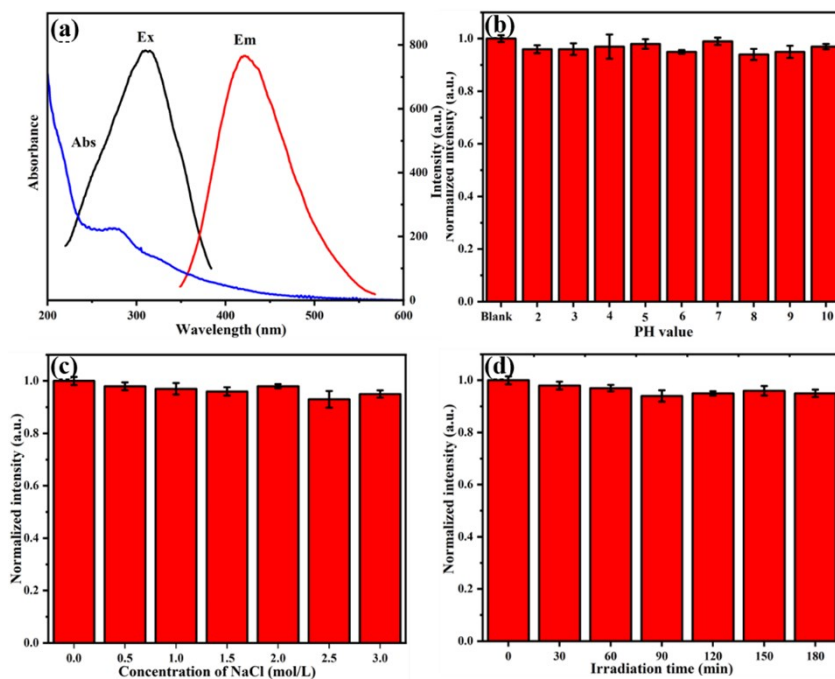 (a)
Ex
Em
Abs
Absorbance
Intensity (a.u.)
800
600
400
200
0
200 300 400 500 600
Wavelength (nm)
(b)
Normalized intensity (a.u.)
1.0
0.8
0.6
0.4
0.2
0.0
Blank 2 3 4 5 6 7 8 9 10
PH value
(c)
Normalized intensity (a.u.)
1.0
0.8
0.6
0.4
0.2
0.0
0.0 0.5 1.0 1.5 2.0 2.5 3.0
Concentration of NaCl (mol/L)
(d)
Normalized intensity (a.u.)
1.0
0.8
0.6
0.4
0.2
0.0
0 30 60 90 120 150 180
Irradiation time (min)